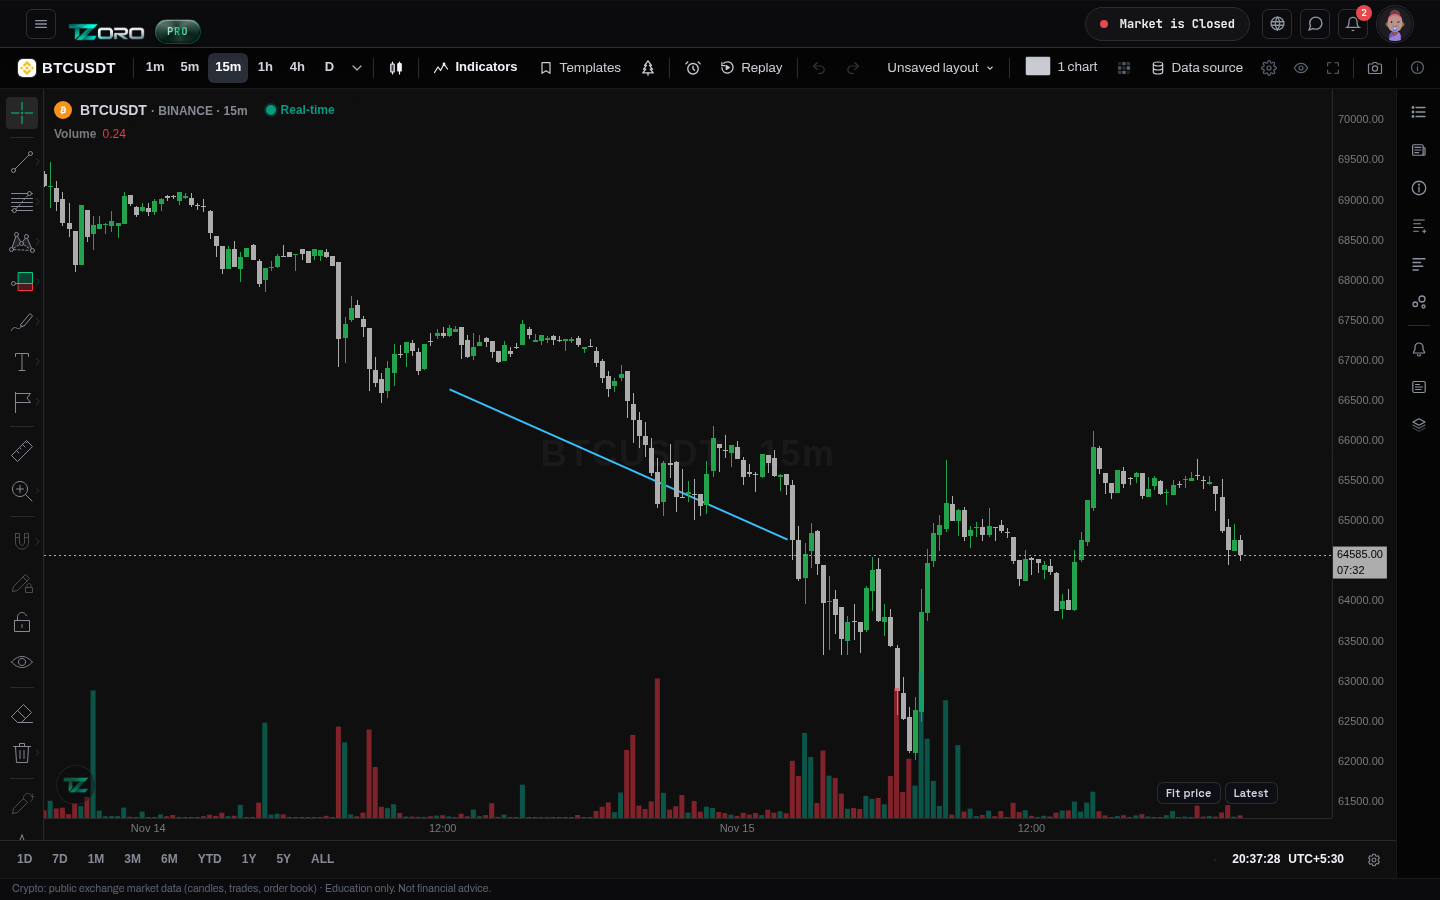 TZORO PRO
Market is Closed
2
BTCUSDT 1m 5m 15m 1h 4h D Indicators Templates Replay Unsaved layout 1 chart Data source
BTCUSDT · BINANCE · 15m Real-time
Volume 0.24
70000.00
69500.00
69000.00
68500.00
68000.00
67500.00
67000.00
66500.00
66000.00
BTCUSDT · 15m
65500.00
65000.00
64585.00
07:32
64000.00
63500.00
63000.00
62500.00
62000.00
TZ
Fit price Latest
61500.00
Nov 14 12:00 Nov 15 12:00
1D 7D 1M 3M 6M YTD 1Y 5Y ALL 20:37:28 UTC+5:30
Crypto: public exchange market data (candles, trades, order book) · Education only. Not financial advice.